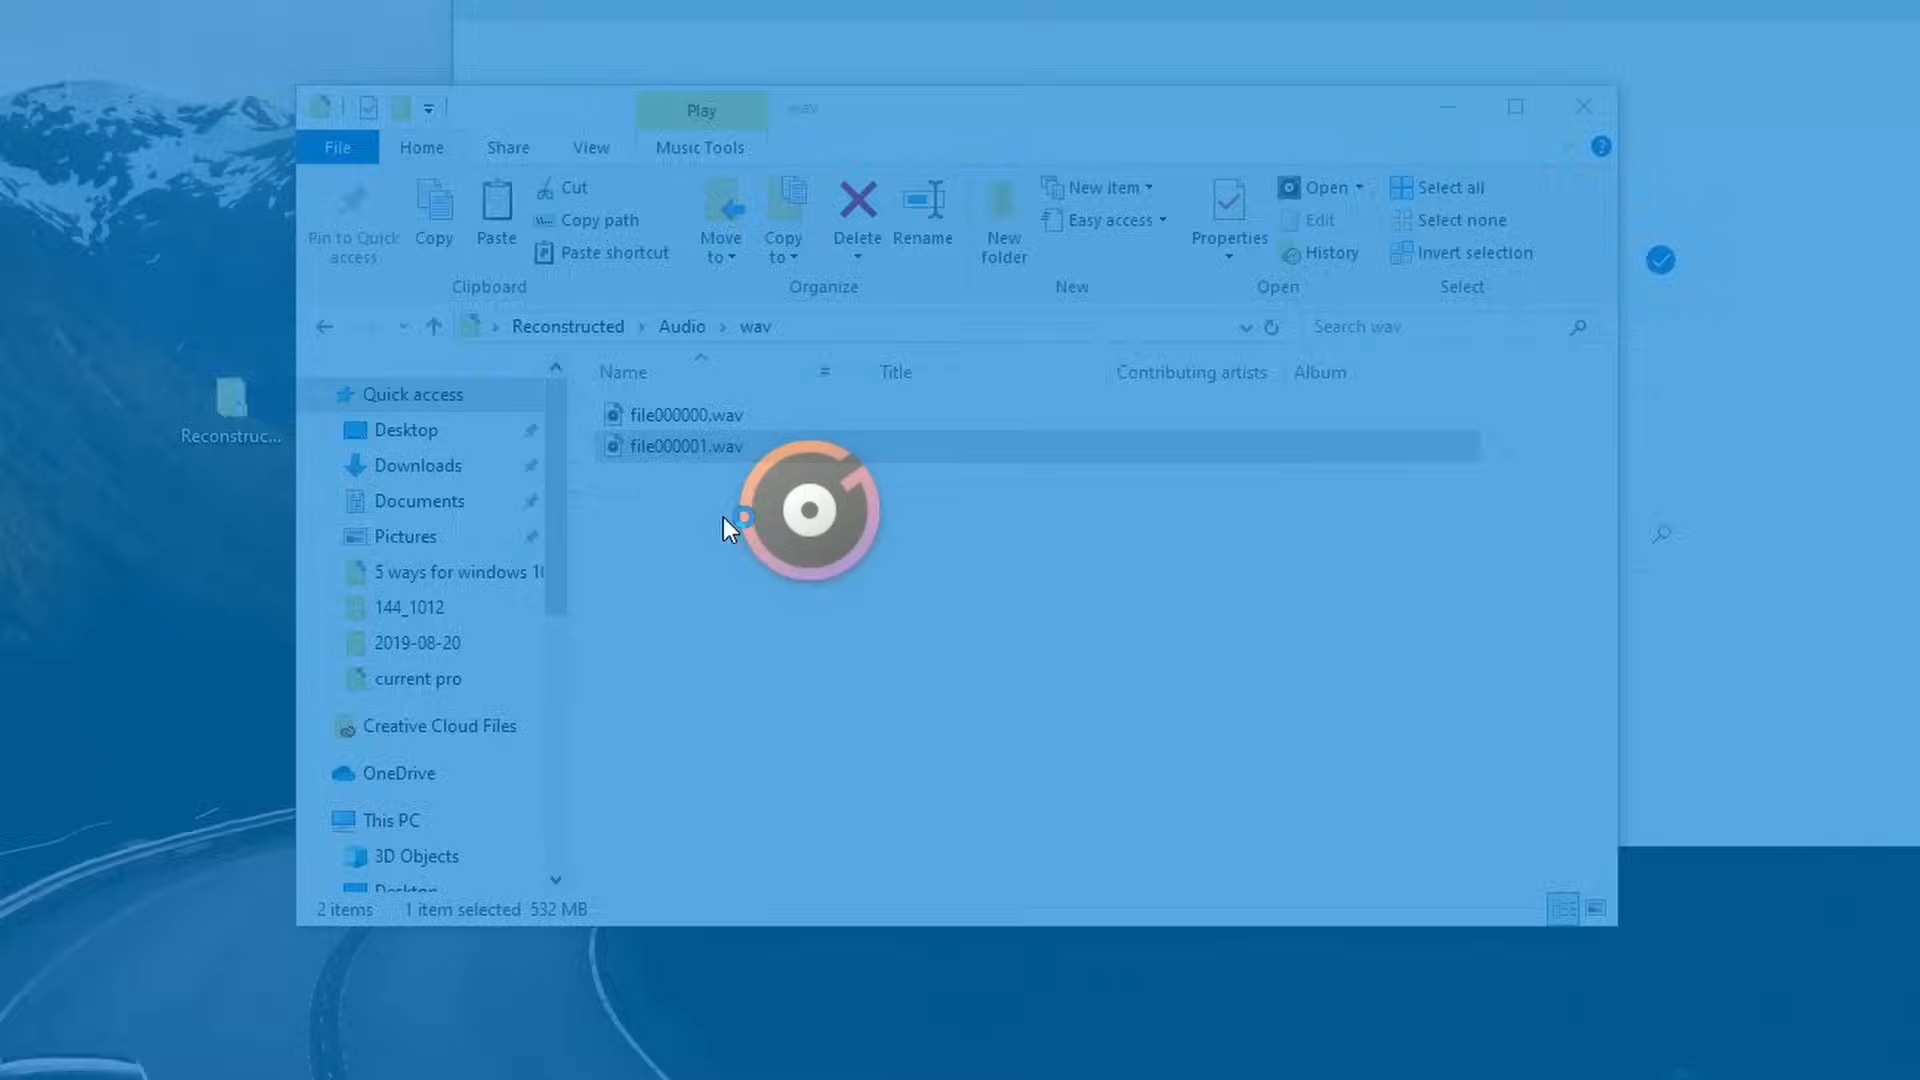 Play wav
File Home Share View Music Tools
Pin to Quick access
Copy
Paste
Cut
Copy path
Paste shortcut
Move to
Copy to
Delete
Rename
New folder
New item
Easy access
Properties
Open
Edit
History
Select all
Select none
Invert selection
Clipboard Organize New Open Select
Reconstructed Audio wav
Search wav
Name # Title Contributing artists Album
file000000.wav
file000001.wav
Reconstruc...
Quick access
Desktop
Downloads
Documents
Pictures
5 ways for windows 1
144_1012
2019-08-20
current pro
Creative Cloud Files
OneDrive
This PC
3D Objects
Desktop
2 items 1 item selected 532 MB